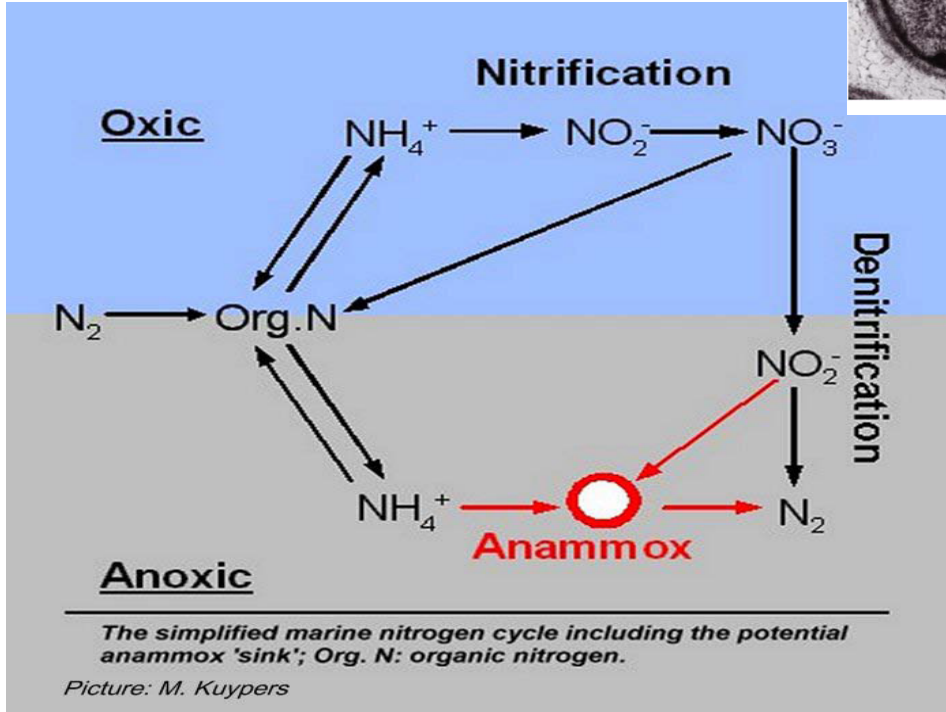 Nitrification
Oxic
NH₄⁺ NO₂⁻ NO₃⁻
Denitrification
N₂ Org.N
NO₂⁻
NH₄⁺ N₂
Anammox
Anoxic
The simplified marine nitrogen cycle including the potential
anammox 'sink'; Org. N: organic nitrogen.
Picture: M. Kuypers